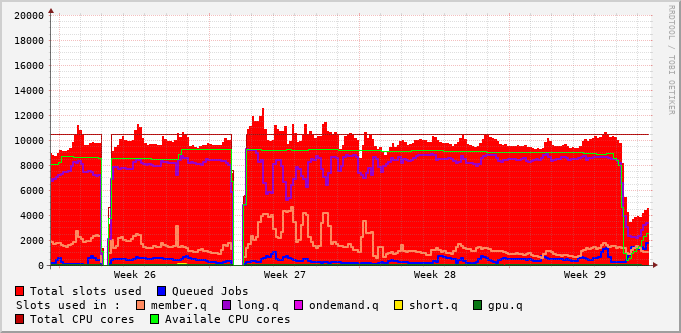 20000
18000
16000
14000
12000
10000
8000
6000
4000
2000
0
Week 26 Week 27 Week 28 Week 29
Total slots used Queued Jobs
Slots used in : member.q long.q ondemand.q short.q gpu.q
Total CPU cores Availale CPU cores
RRDTOOL / TOBI OETIKER